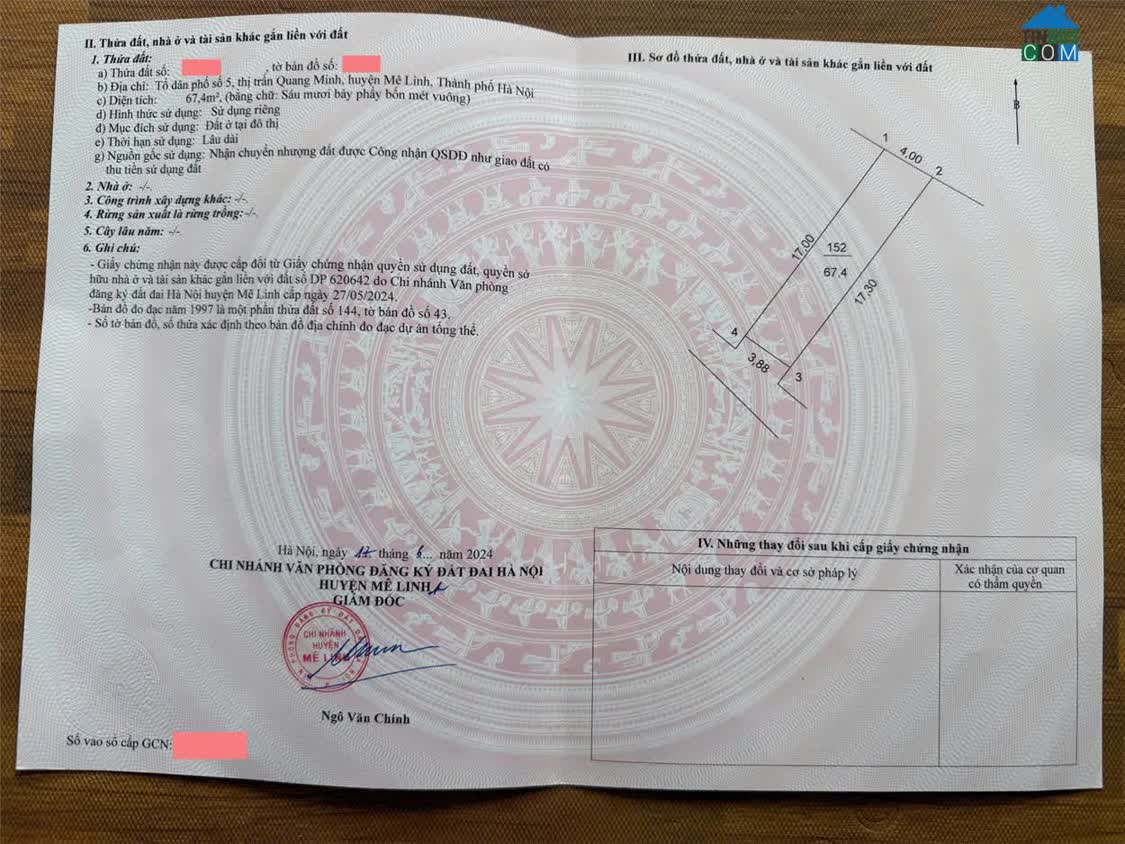 II. Thửa đất, nhà ở và tài sản khác gắn liền với đất
1. Thửa đất:
a) Thửa đất số: , tờ bản đồ số:
b) Địa chỉ: Tổ dân phố số 5, thị trấn Quang Minh, huyện Mê Linh, Thành phố Hà Nội
c) Diện tích: 67,4m², (bằng chữ: Sáu mươi bảy phẩy bốn mét vuông)
d) Hình thức sử dụng: Sử dụng riêng
đ) Mục đích sử dụng: Đất ở tại đô thị
e) Thời hạn sử dụng: Lâu dài
g) Nguồn gốc sử dụng: Nhận chuyển nhượng đất được Công nhận QSDĐ như giao đất có
thu tiền sử dụng đất
2. Nhà ở: -/-
3. Công trình xây dựng khác: -/-
4. Rừng sản xuất là rừng trồng:-/-
5. Cây lâu năm: -/-
6. Ghi chú:
- Giấy chứng nhận này được cấp đổi từ Giấy chứng nhận quyền sử dụng đất, quyền sở
hữu nhà ở và tài sản khác gắn liền với đất số DP 620642 do Chi nhánh Văn phòng
đăng ký đất đai Hà Nội huyện Mê Linh cấp ngày 27/05/2024.
-Bản đồ đo đạc năm 1997 là một phần thửa đất số 144, tờ bản đồ số 43.
- Số tờ bản đồ, số thửa xác định theo bản đồ địa chính đo đạc dự án tổng thể.
Hà Nội, ngày 17 tháng 6... năm 2024
CHI NHÁNH VĂN PHÒNG ĐĂNG KÝ ĐẤT ĐAI HÀ NỘI
HUYỆN MÊ LINH
GIÁM ĐỐC
CHI NHÁNH
HUYỆN
MÊ LINH
Ngô Văn Chính
Số vào sổ cấp GCN:
III. Sơ đồ thửa đất, nhà ở và tài sản khác gắn liền với đất
B
1
4,00
2
17,00
152
67,4
17,30
4
3,88
3
IV. Những thay đổi sau khi cấp giấy chứng nhận
Nội dung thay đổi và cơ sở pháp lý
Xác nhận của cơ quan
có thẩm quyền
COM